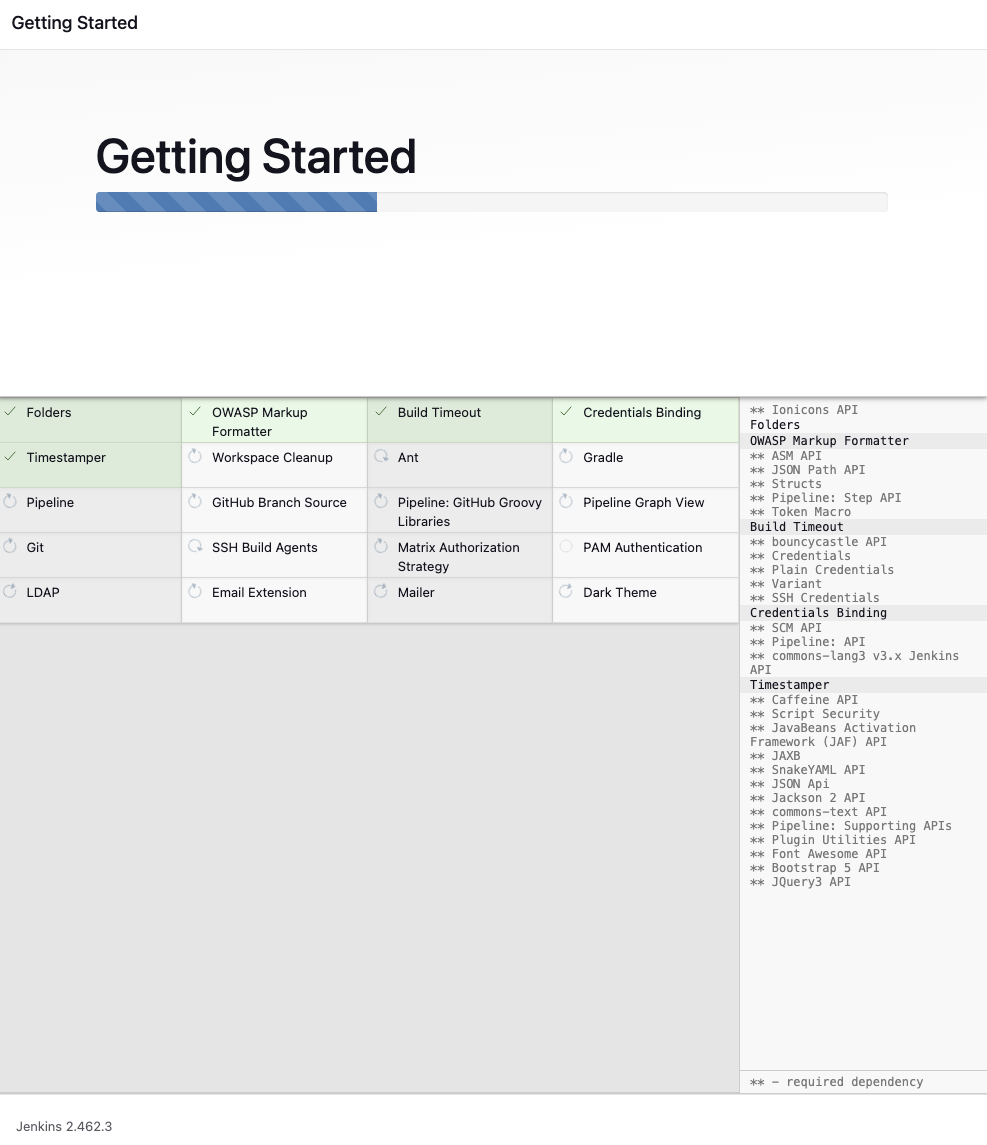 Getting Started
Getting Started
Folders
OWASP Markup
Formatter
Build Timeout
Credentials Binding
Timestamper
Workspace Cleanup
Ant
Gradle
Pipeline
GitHub Branch Source
Pipeline: GitHub Groovy
Libraries
Pipeline Graph View
Git
SSH Build Agents
Matrix Authorization
Strategy
PAM Authentication
LDAP
Email Extension
Mailer
Dark Theme
** Ionicons API
Folders
OWASP Markup Formatter
** ASM API
** JSON Path API
** Structs
** Pipeline: Step API
** Token Macro
Build Timeout
** bouncycastle API
** Credentials
** Plain Credentials
** Variant
** SSH Credentials
Credentials Binding
** SCM API
** Pipeline: API
** commons-lang3 v3.x Jenkins
API
Timestamper
** Caffeine API
** Script Security
** JavaBeans Activation
Framework (JAF) API
** JAXB
** SnakeYAML API
** JSON Api
** Jackson 2 API
** commons-text API
** Pipeline: Supporting APIs
** Plugin Utilities API
** Font Awesome API
** Bootstrap 5 API
** JQuery3 API
** - required dependency
Jenkins 2.462.3